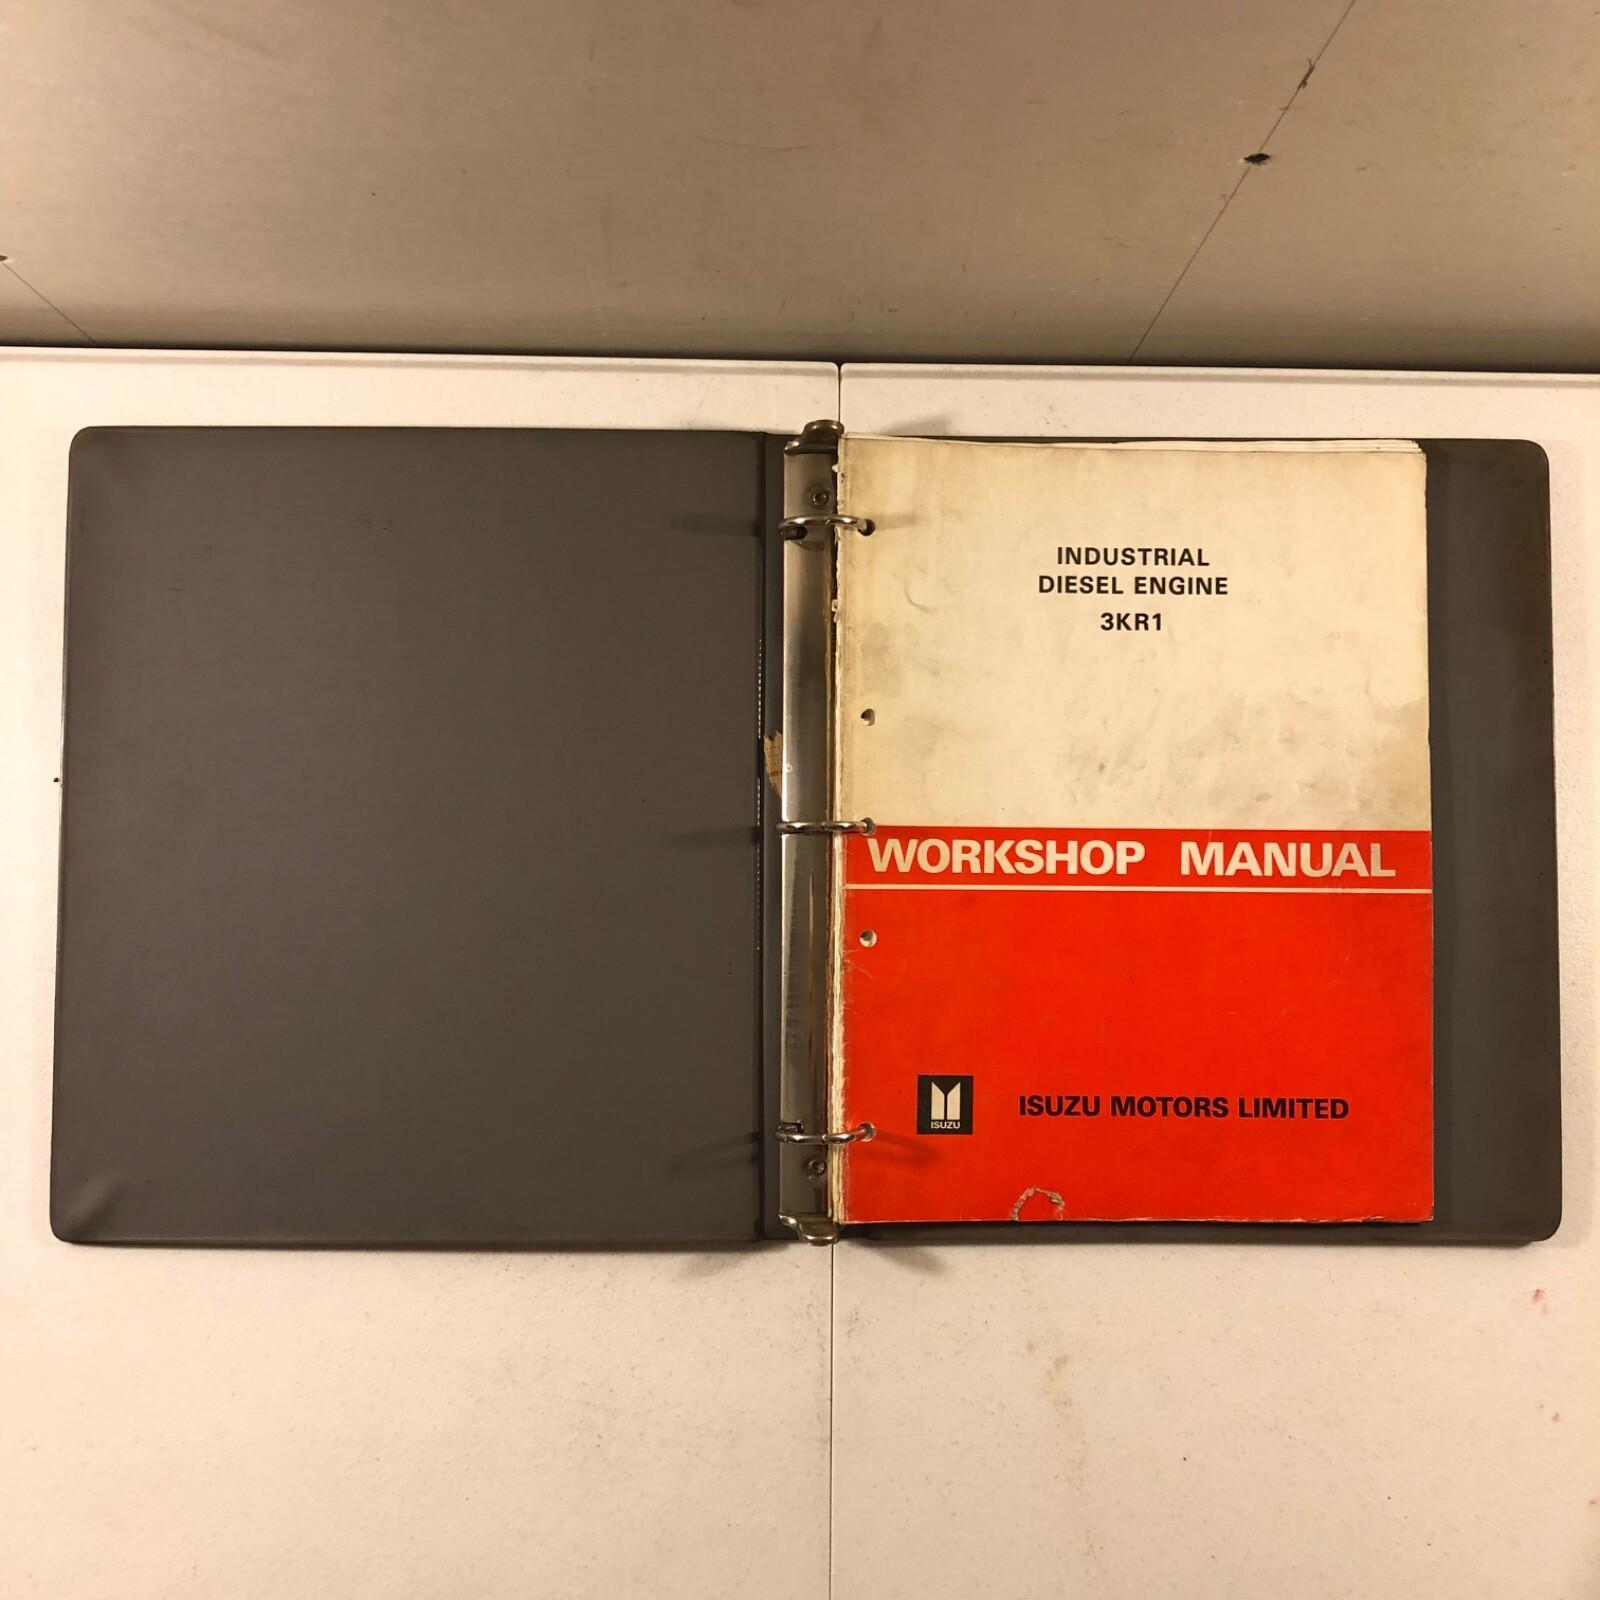 INDUSTRIAL
DIESEL ENGINE
3KR1
WORKSHOP MANUAL
ISUZU
ISUZU MOTORS LIMITED